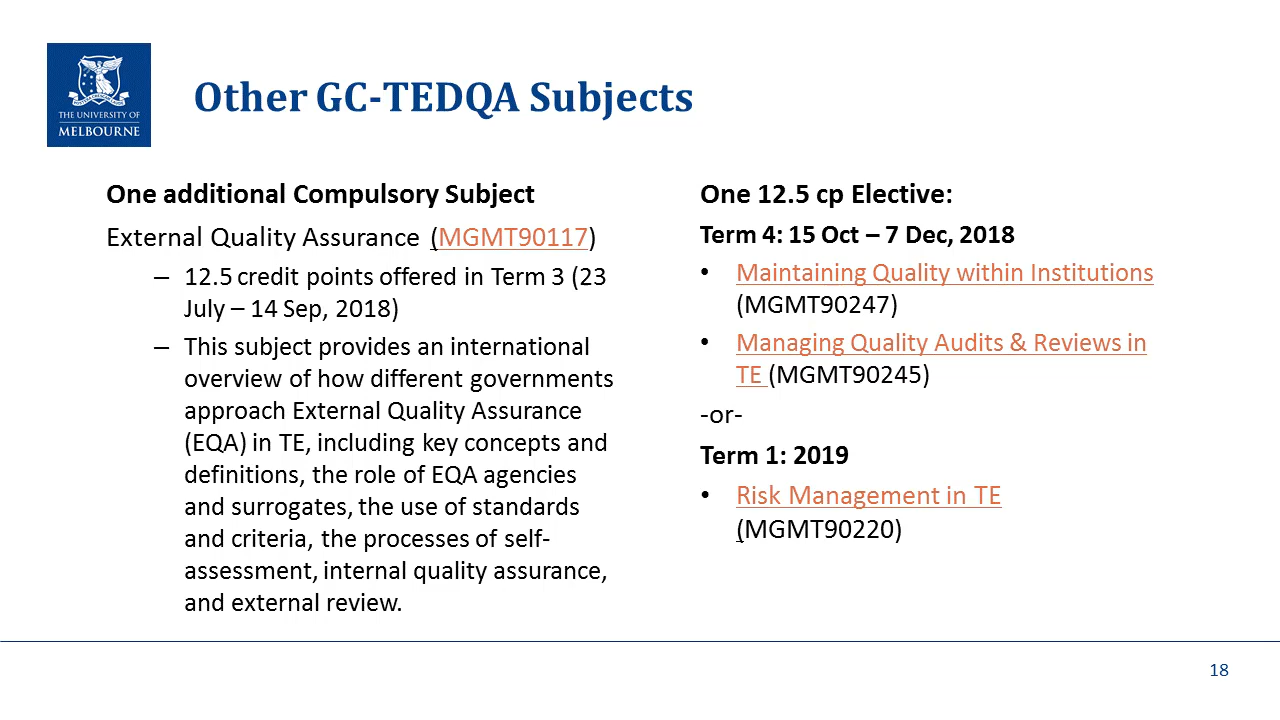 THE UNIVERSITY OF
MELBOURNE
Other GC-TEDQA Subjects
One additional Compulsory Subject
External Quality Assurance (MGMT90117)
– 12.5 credit points offered in Term 3 (23
July – 14 Sep, 2018)
– This subject provides an international
overview of how different governments
approach External Quality Assurance
(EQA) in TE, including key concepts and
definitions, the role of EQA agencies
and surrogates, the use of standards
and criteria, the processes of self-
assessment, internal quality assurance,
and external review.
One 12.5 cp Elective:
Term 4: 15 Oct – 7 Dec, 2018
• Maintaining Quality within Institutions
(MGMT90247)
• Managing Quality Audits & Reviews in
TE (MGMT90245)
-or-
Term 1: 2019
• Risk Management in TE
(MGMT90220)
18